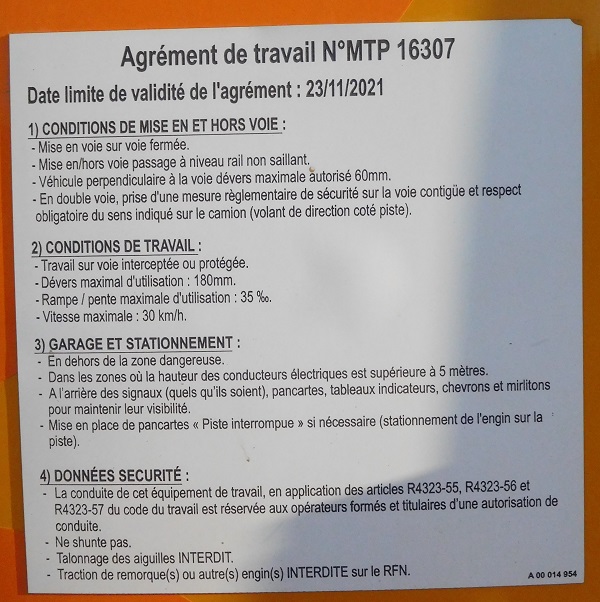 Agrément de travail N°MTP 16307
Date limite de validité de l'agrément : 23/11/2021
1) CONDITIONS DE MISE EN ET HORS VOIE :
- Mise en voie sur voie fermée.
- Mise en/hors voie passage à niveau rail non saillant.
- Véhicule perpendiculaire à la voie dévers maximale autorisé 60mm.
- En double voie, prise d'une mesure règlementaire de sécurité sur la voie contigüe et respect
obligatoire du sens indiqué sur le camion (volant de direction coté piste).
2) CONDITIONS DE TRAVAIL :
- Travail sur voie interceptée ou protégée.
- Dévers maximal d'utilisation : 180mm.
- Rampe / pente maximale d'utilisation : 35 ‰.
- Vitesse maximale : 30 km/h.
3) GARAGE ET STATIONNEMENT :
- En dehors de la zone dangereuse.
- Dans les zones où la hauteur des conducteurs électriques est supérieure à 5 mètres.
- A l'arrière des signaux (quels qu'ils soient), pancartes, tableaux indicateurs, chevrons et mirlitons
pour maintenir leur visibilité.
- Mise en place de pancartes « Piste interrompue » si nécessaire (stationnement de l'engin sur la
piste).
4) DONNÉES SECURITÉ :
- La conduite de cet équipement de travail, en application des articles R4323-55, R4323-56 et
R4323-57 du code du travail est réservée aux opérateurs formés et titulaires d'une autorisation de
conduite.
- Ne shunte pas.
- Talonnage des aiguilles INTERDIT.
- Traction de remorque(s) ou autre(s) engin(s) INTERDITE sur le RFN.
A 00 014 954